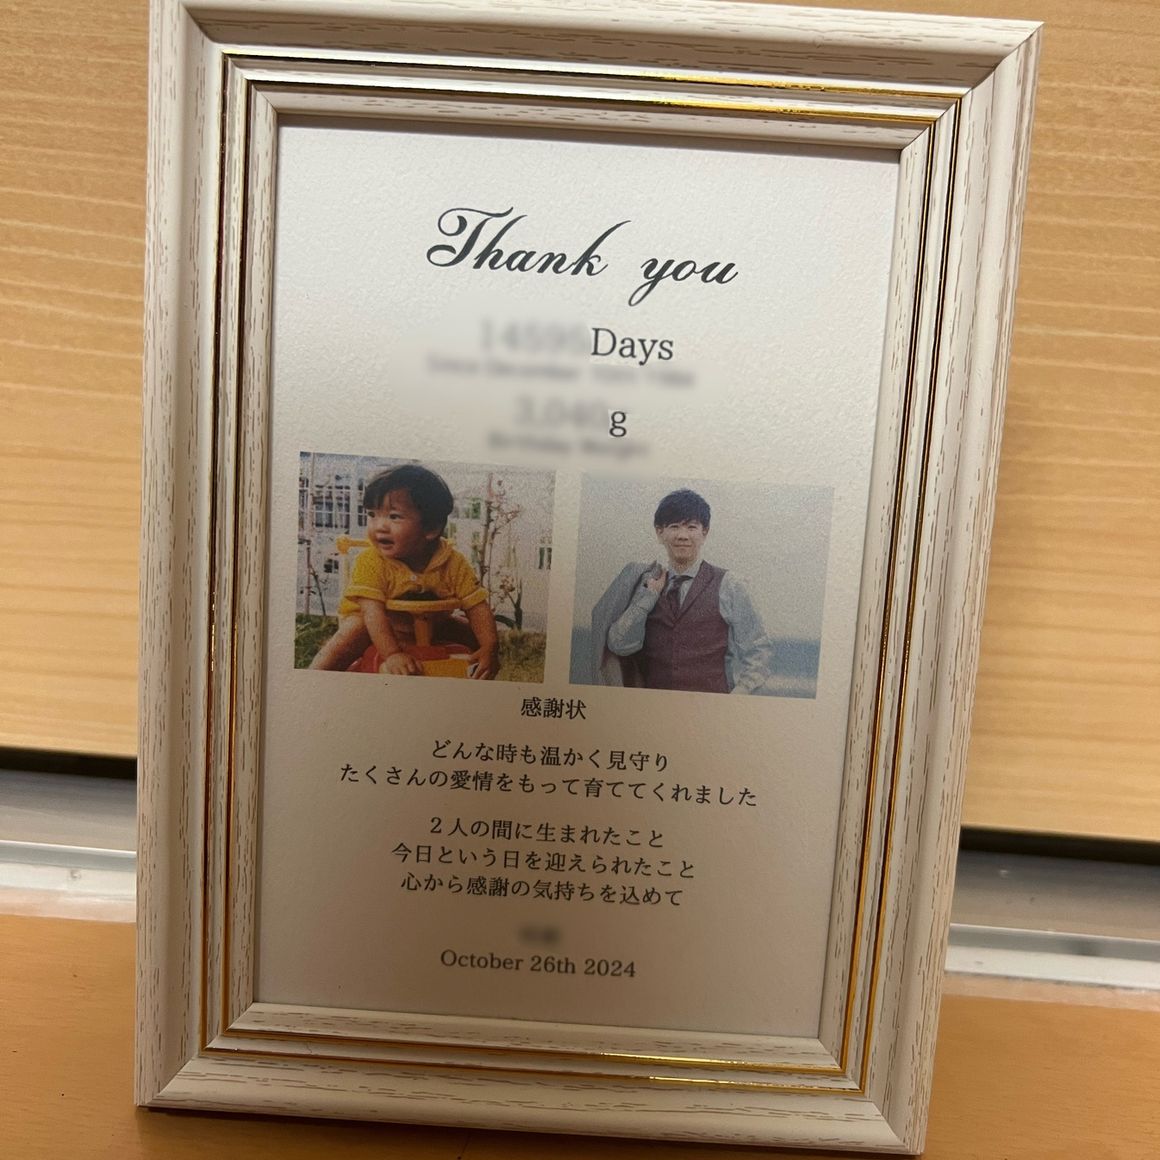 Thank you
Days
g
感謝状
どんな時も温かく見守り
たくさんの愛情をもって育ててくれました
２人の間に生まれたこと
今日という日を迎えられたこと
心から感謝の気持ちを込めて
October 26th 2024